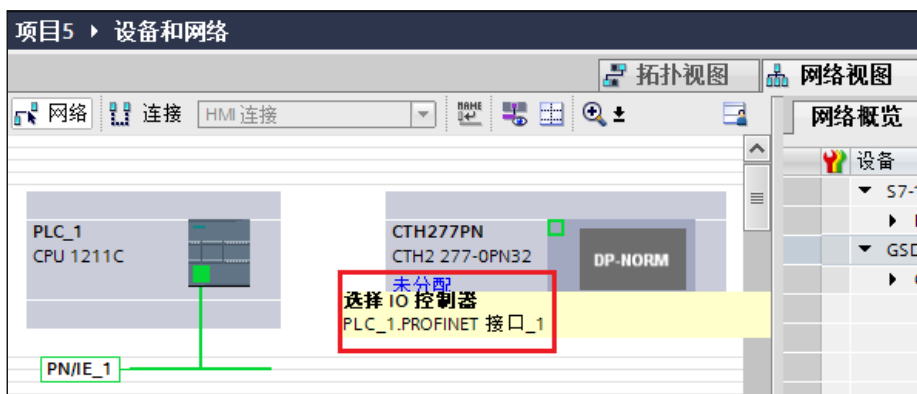 项目5 ▸ 设备和网络
拓扑视图
网络视图
网络 连接 HMI 连接
网络概览
设备
PLC_1
CPU 1211C
CTH277PN
CTH2 277-0PN32
DP-NORM
未分配
选择 IO 控制器
PLC_1.PROFINET 接口_1
PN/IE_1
NAME
S7-1
GSD